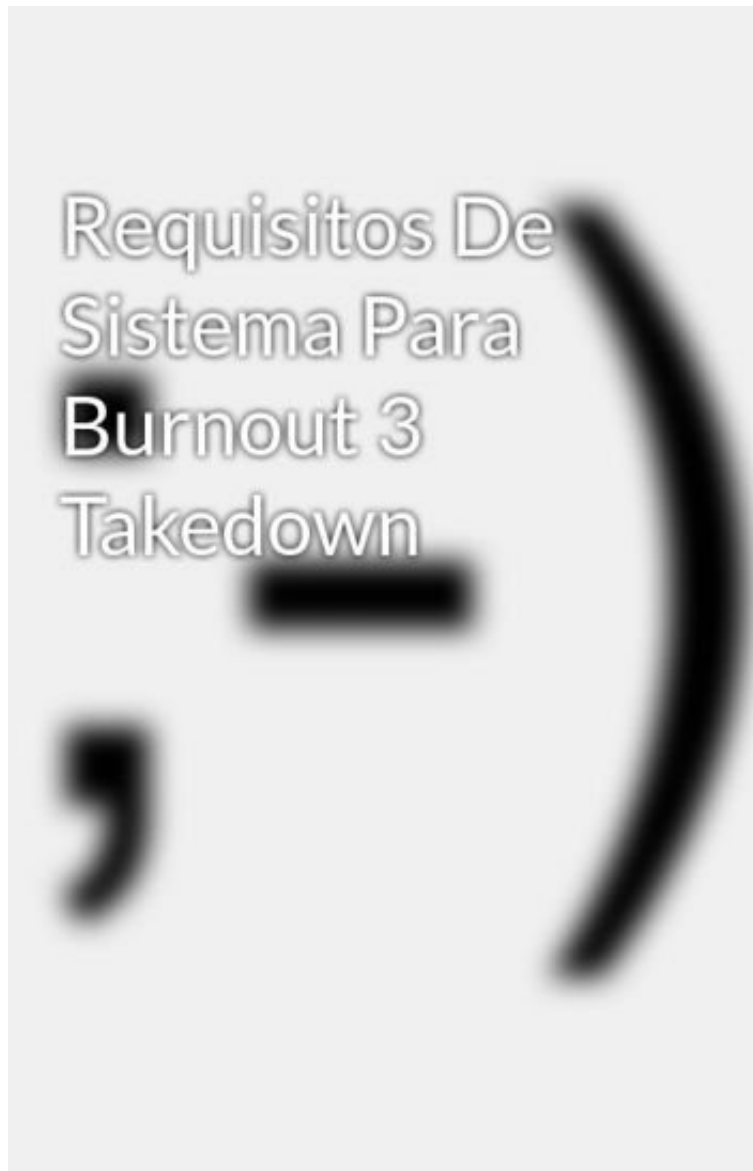 Requisitos De
Sistema Para
Burnout 3
Takedown
;-)